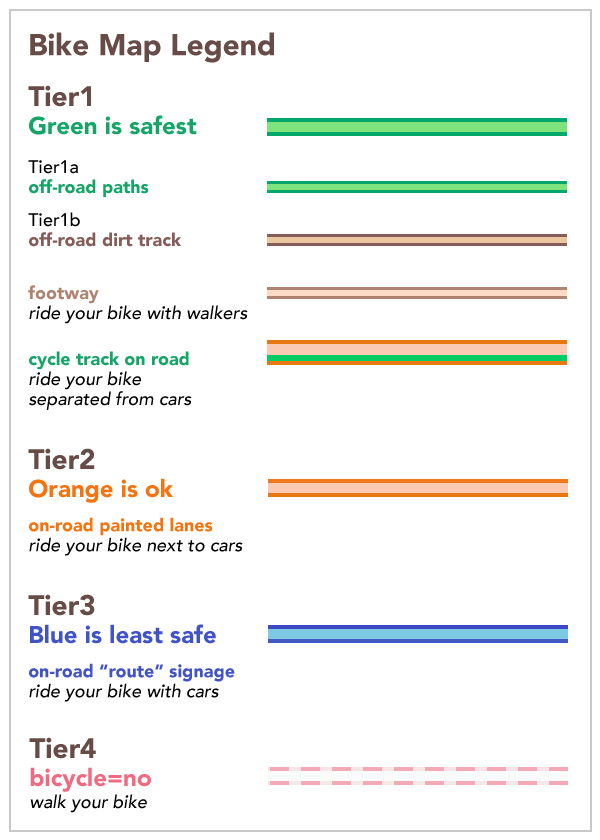 Bike Map Legend
Tier1
Green is safest
Tier1a
off-road paths
Tier1b
off-road dirt track
footway
ride your bike with walkers
cycle track on road
ride your bike
separated from cars
Tier2
Orange is ok
on-road painted lanes
ride your bike next to cars
Tier3
Blue is least safe
on-road “route” signage
ride your bike with cars
Tier4
bicycle=no
walk your bike